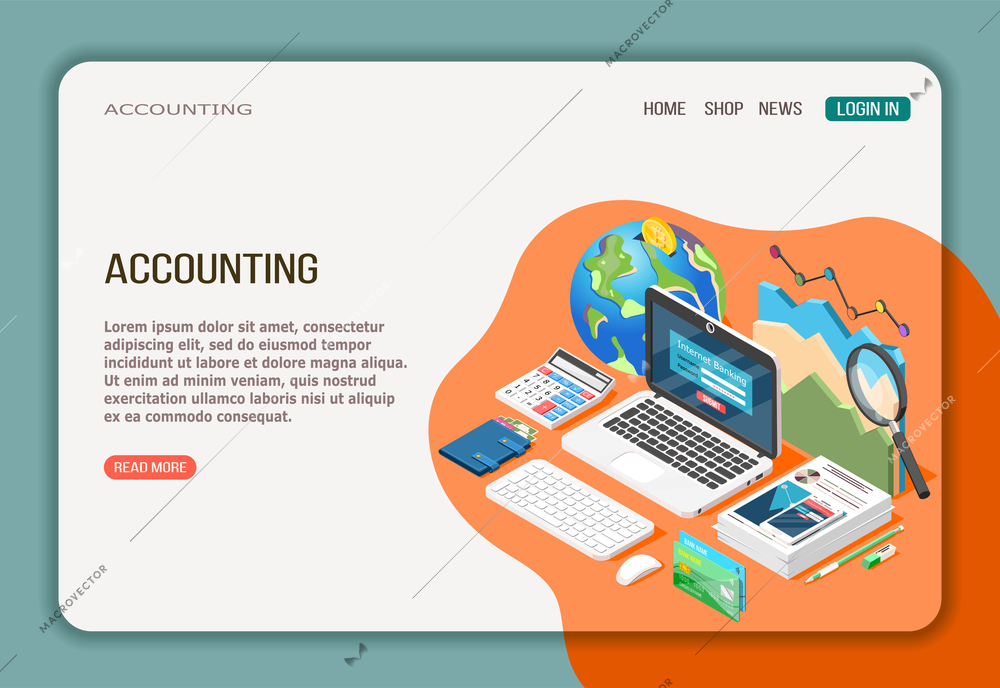 ACCOUNTING
HOME SHOP NEWS LOGIN IN
ACCOUNTING
Lorem ipsum dolor sit amet, consectetur
adipiscing elit, sed do eiusmod tempor
incididunt ut labore et dolore magna aliqua.
Ut enim ad minim veniam, quis nostrud
exercitation ullamco laboris nisi ut aliquip
ex ea commodo consequat.
READ MORE
Internet Banking
Username
Password
SUBMIT
BANK NAME
BANK NAME
MACROVECTOR
MACROVECTOR
MACROVECTOR